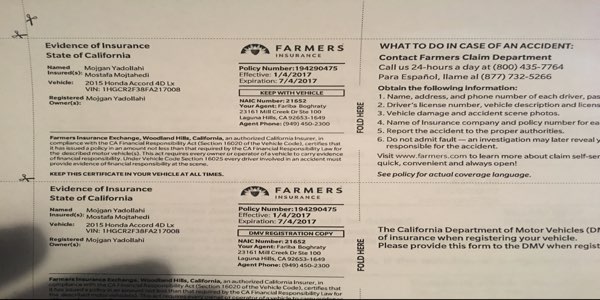 Evidence of Insurance
State of California
Named Insured(s): Mojgan Yadollahi
Mostafa Mojtahedi
Vehicle: 2015 Honda Accord 4D Lx
VIN: 1HGCR2F38FA217008
Registered Owner(s): Mojgan Yadollahi
FARMERS
INSURANCE
Policy Number: 194290475
Effective: 1/4/2017
Expiration: 7/4/2017
KEEP WITH VEHICLE
NAIC Number: 21652
Your Agent: Fariba Boghraty
23161 Mill Creek Dr Ste 100
Laguna Hills, CA 92653-1649
Agent Phone: (949) 450-2300
Farmers Insurance Exchange, Woodland Hills, California, an authorized California Insurer, in
compliance with the CA Financial Responsibility Act (Section 16020 of the Vehicle Code), certifies that
it has issued a policy in an amount not less than that required by the CA Financial Responsibility Law for
the described motor vehicle. This Act requires every owner or operator of a vehicle to carry evidence
of financial responsibility. Under Vehicle Code Section 16025 every driver involved in an accident must
provide evidence of financial responsibility at the scene.
KEEP THIS CERTIFICATE IN YOUR VEHICLE AT ALL TIMES.
FOLD HERE
WHAT TO DO IN CASE OF AN ACCIDENT:
Contact Farmers Claim Department
Call us 24-hours a day at (800) 435-7764
Para Español, llame al (877) 732-5266
Obtain the following information:
1. Name, address, and phone number of each driver, pas
2. Driver's license number, vehicle description and licens
3. Vehicle damage and accident scene photos.
4. Name of Insurance company and policy number for ea
5. Report the accident to the proper authorities.
6. Do not admit fault — an investigation may later reveal y
responsible for the accident.
Visit www.farmers.com to learn more about claim self-ser
quick, convenient and always open!
See policy for actual coverage language.
Evidence of Insurance
State of California
Named Insured(s): Mojgan Yadollahi
Mostafa Mojtahedi
Vehicle: 2015 Honda Accord 4D Lx
VIN: 1HGCR2F38FA217008
Registered Owner(s): Mojgan Yadollahi
FARMERS
INSURANCE
Policy Number: 194290475
Effective: 1/4/2017
Expiration: 7/4/2017
DMV REGISTRATION COPY
NAIC Number: 21652
Your Agent: Fariba Boghraty
23161 Mill Creek Dr Ste 100
Laguna Hills, CA 92653-1649
Agent Phone: (949) 450-2300
Farmers Insurance Exchange, Woodland Hills, California, an authorized California Insurer, in
compliance with the CA Financial Responsibility Act (Section 16020 of the Vehicle Code), certifies that
it has issued a policy in an amount not less than that required by the CA Financial Responsibility Law for
FOLD HERE
The California Department of Motor Vehicles (DM
of insurance when registering your vehicle.
Please provide this form to the DMV when regist